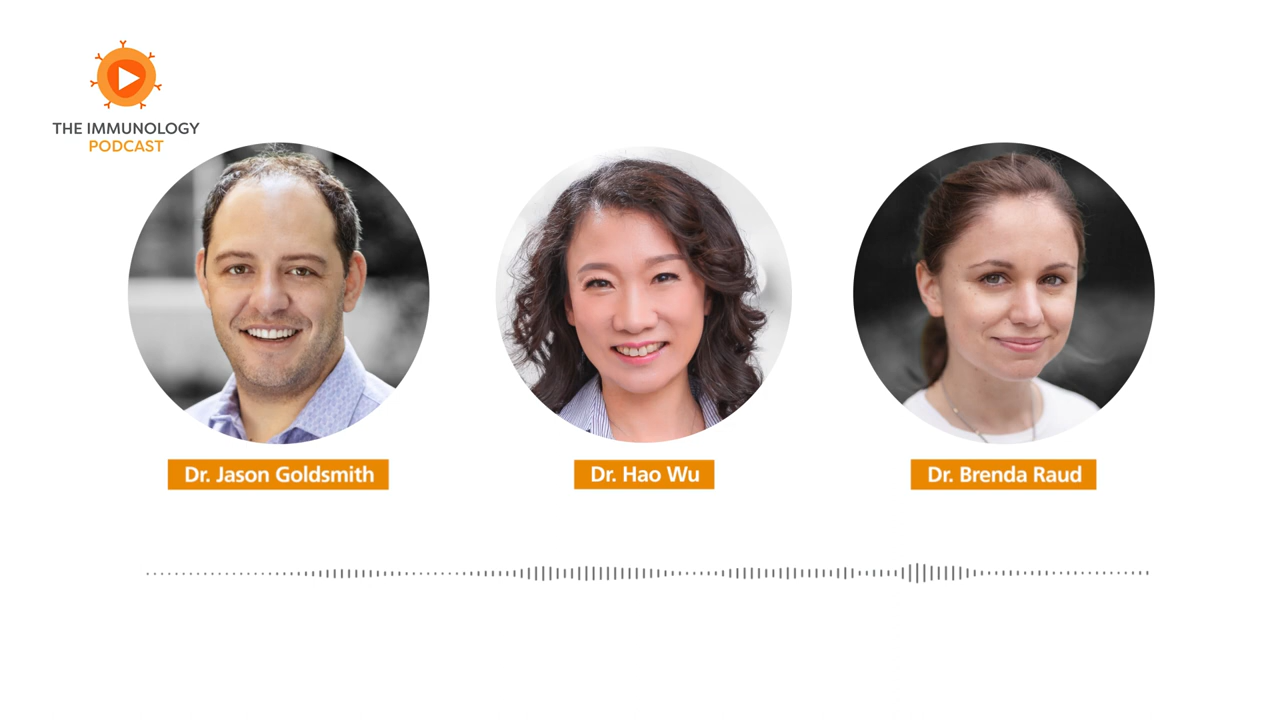 THE IMMUNOLOGY
PODCAST
Dr. Jason Goldsmith
Dr. Hao Wu
Dr. Brenda Raud